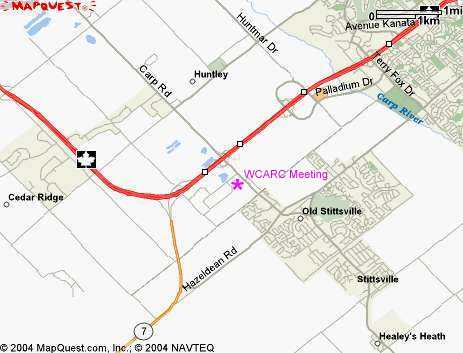 MAPQUEST
0
1mi
1km
Avenue Kanata
Huntmar Dr
Terry Fox Dr
Carp Rd
Huntley
Palladium Dr
Carp River
WCARC Meeting
Cedar Ridge
Old Stittsville
Hazeldean Rd
Stittsville
7
Healey's Heath
© 2004 MapQuest.com, Inc.; © 2004 NAVTEQ